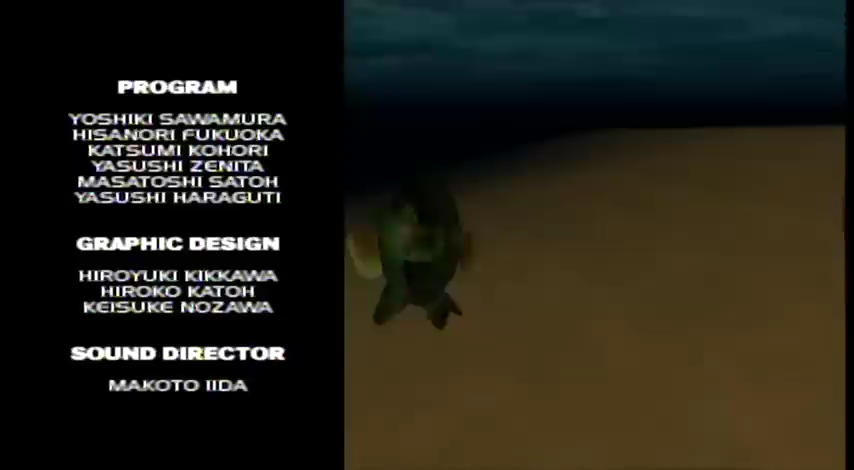 PROGRAM
YOSHIKI SAWAMURA
HISANORI FUKUOKA
KATSUMI KOHORI
YASUSHI ZENITA
MASATOSHI SATOH
YASUSHI HARAGUTI
GRAPHIC DESIGN
HIROYUKI KIKKAWA
HIROKO KATOH
KEISUKE NOZAWA
SOUND DIRECTOR
MAKOTO IIDA